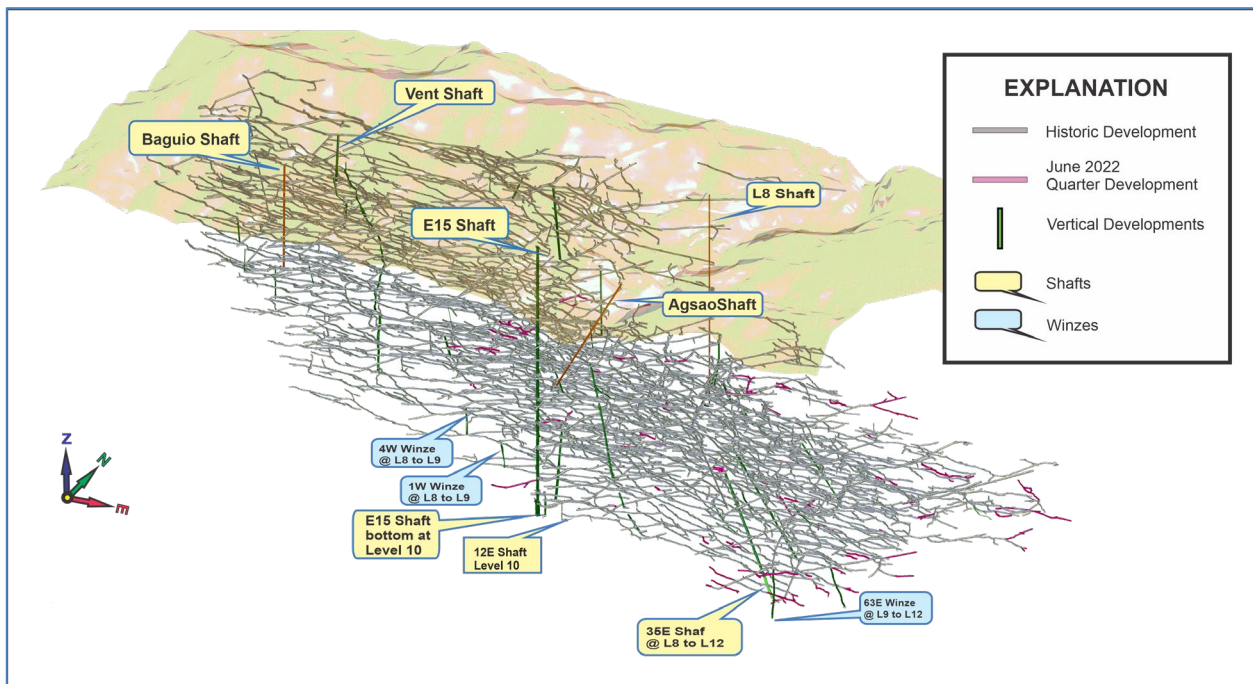 Vent Shaft
Baguio Shaft
E15 Shaft
L8 Shaft
AgsaoShaft
4W Winze
@ L8 to L9
1W Winze
@ L8 to L9
E15 Shaft
bottom at
Level 10
12E Shaft
Level 10
35E Shaf
@ L8 to L12
63E Winze
@ L9 to L12
Z
N
E
EXPLANATION
Historic Development
June 2022
Quarter Development
Vertical Developments
Shafts
Winzes